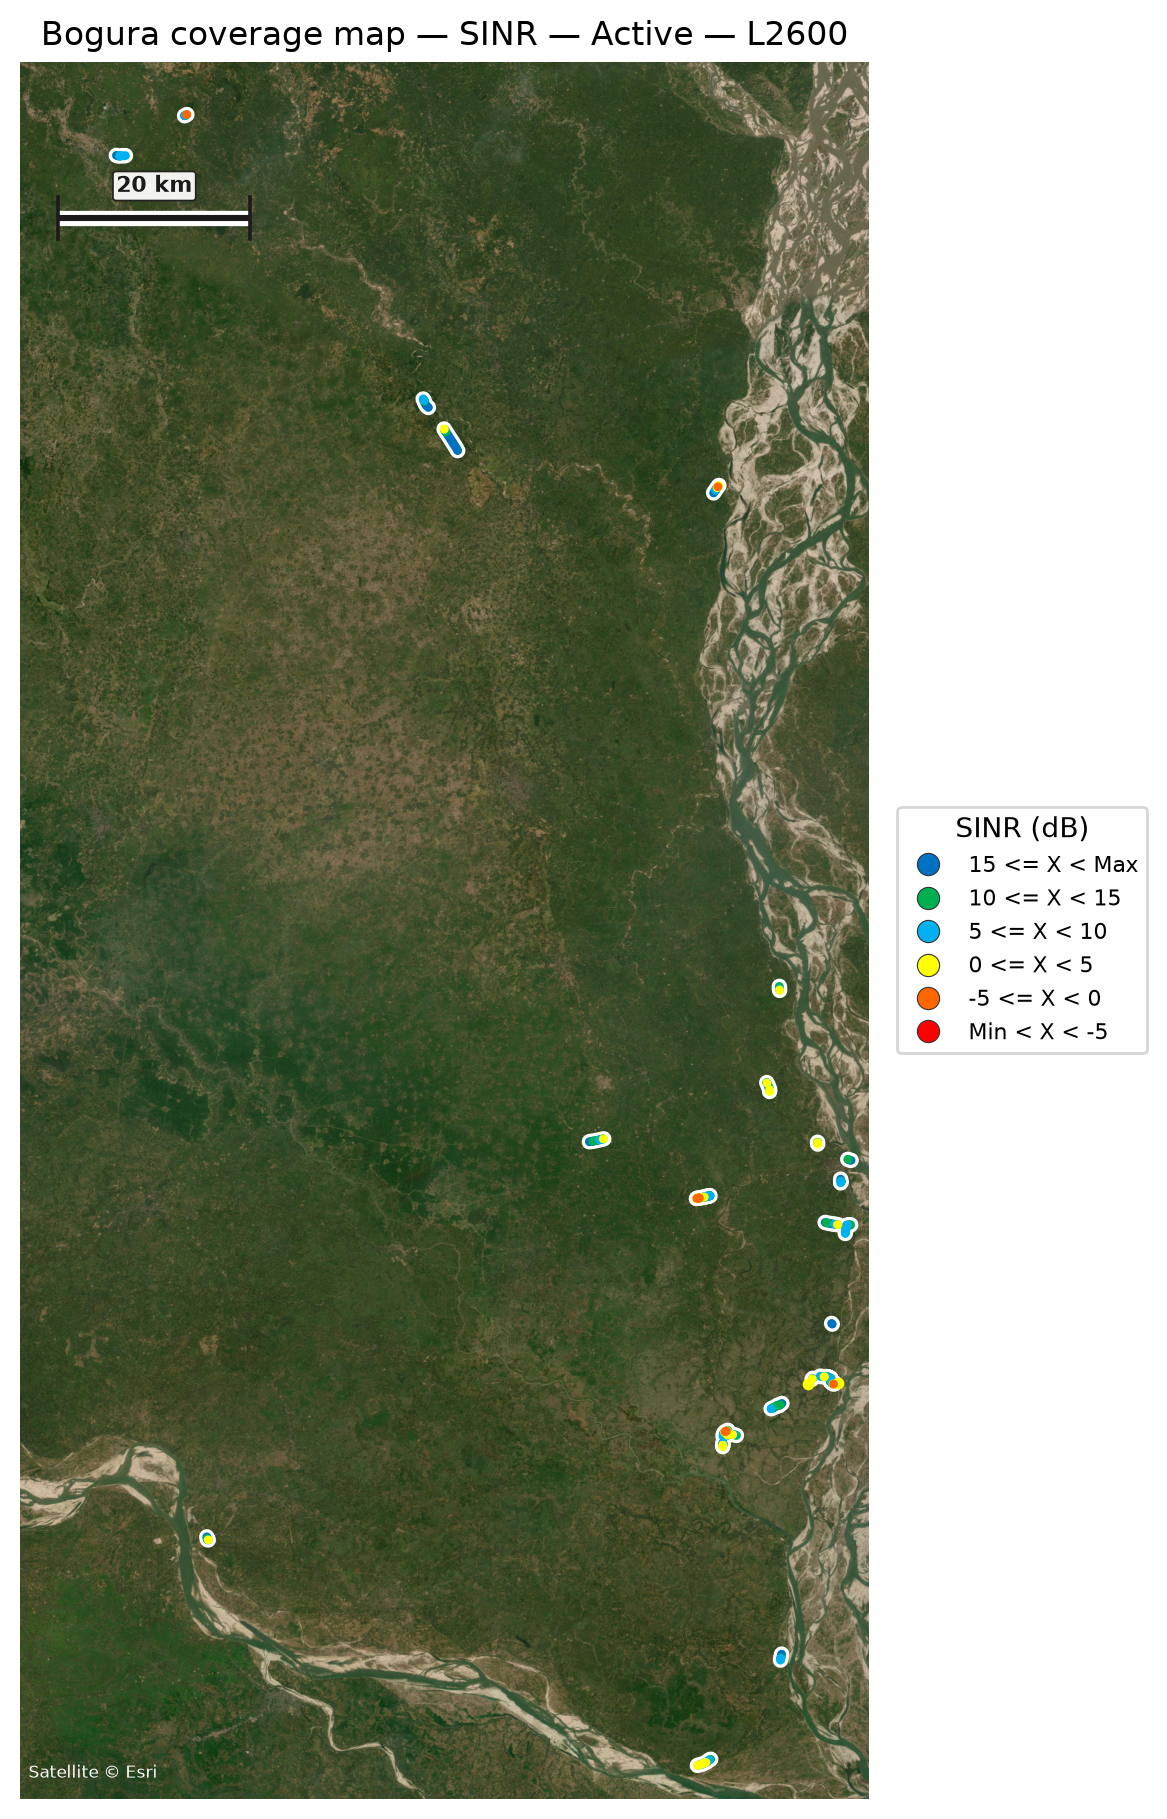 Bogura coverage map — SINR — Active — L2600
20 km
SINR (dB)
15 <= X < Max
10 <= X < 15
5 <= X < 10
0 <= X < 5
-5 <= X < 0
Min < X < -5
Satellite © Esri